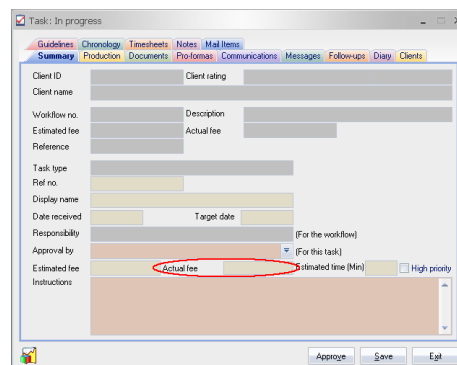 Task: In progress
Guidelines Chronology Timesheets Notes Mail Items
Summary Production Documents Pro-formas Communications Messages Follow-ups Diary Clients
Client ID Client rating
Client name
Workflow no. Description
Estimated fee Actual fee
Reference
Task type
Ref no.
Display name
Date received Target date
Responsibility (For the workflow)
Approval by (For this task)
Estimated fee Actual fee Estimated time (Min) High priority
Instructions
Approve Save Exit